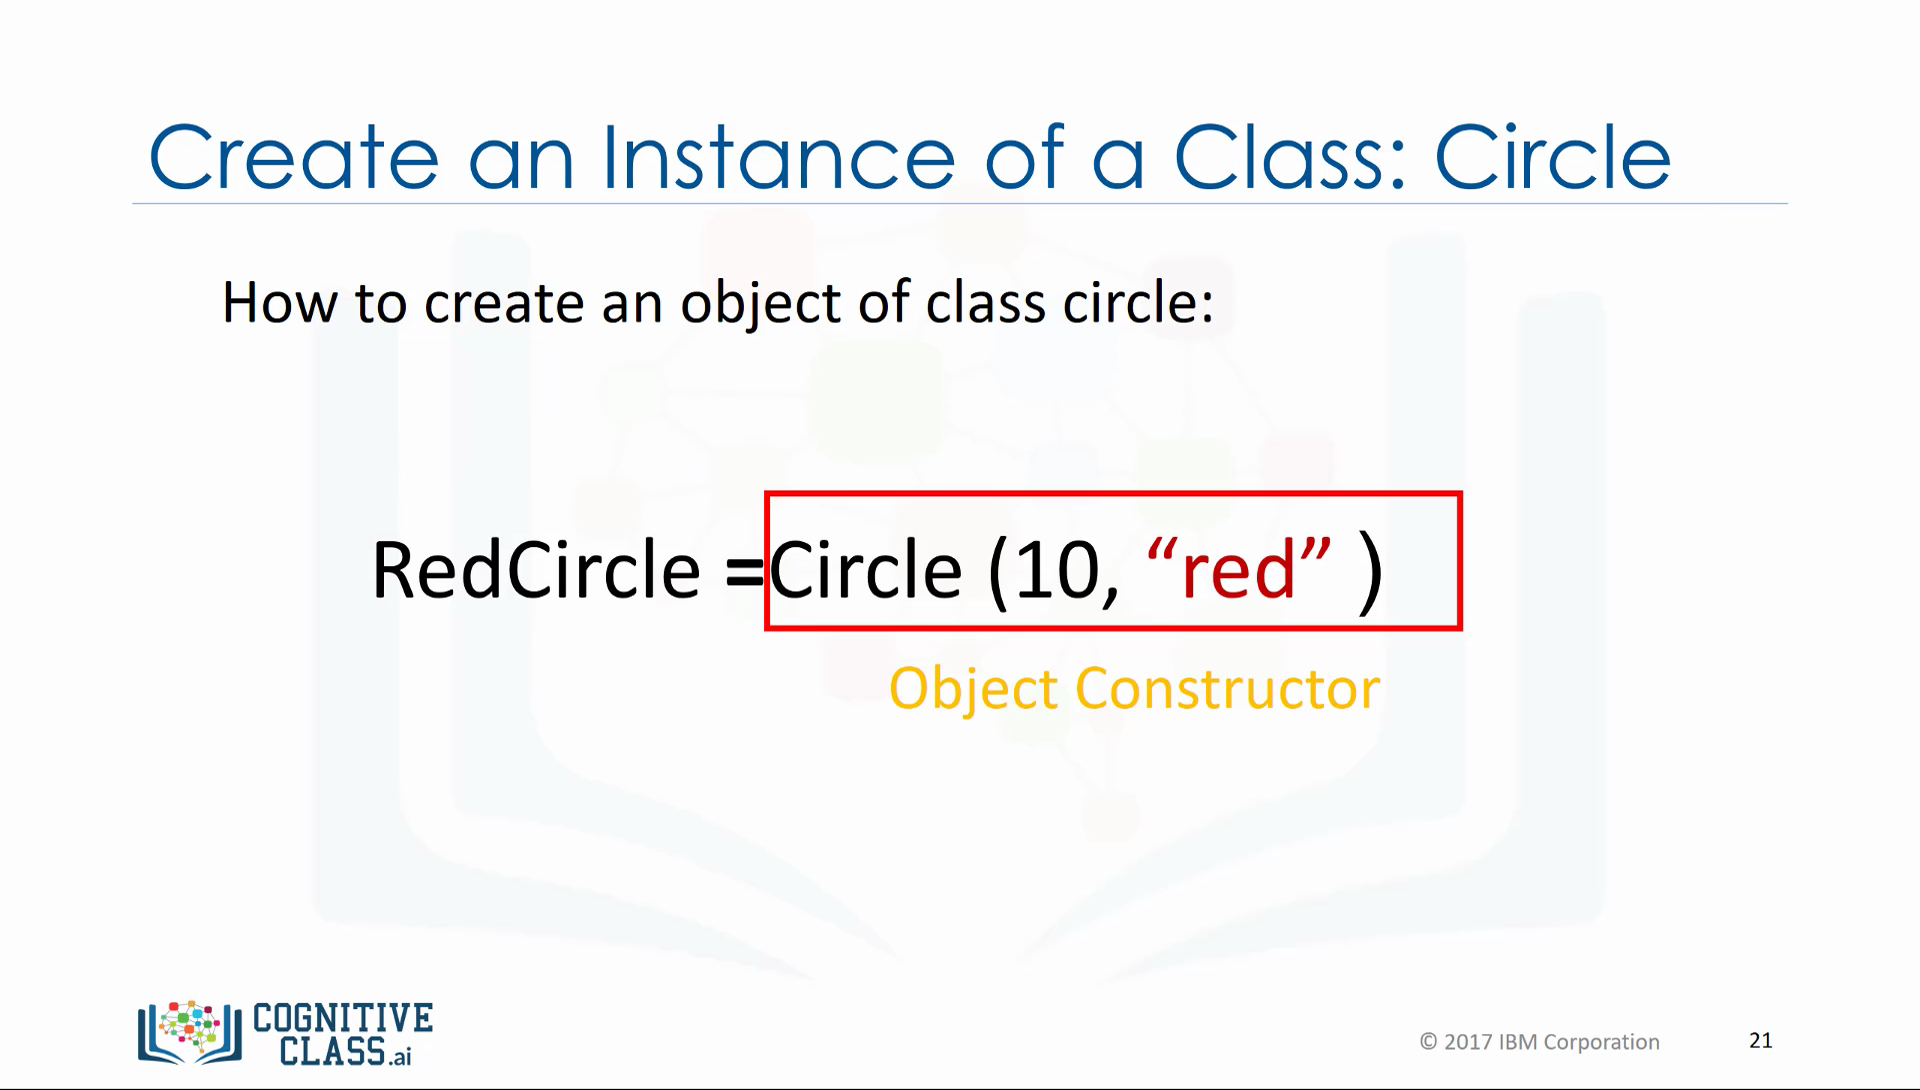 Create an Instance of a Class: Circle
How to create an object of class circle:
RedCircle =Circle (10, “red” )
Object Constructor
COGNITIVE
CLASS.ai
© 2017 IBM Corporation
21